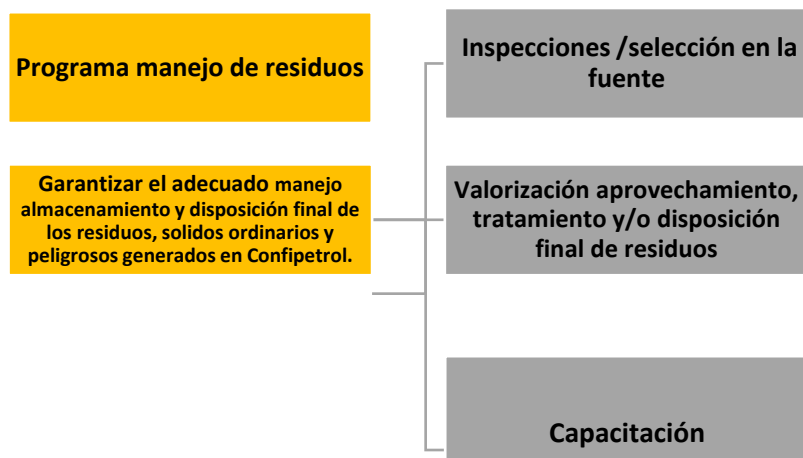 Programa manejo de residuos
Garantizar el adecuado manejo
almacenamiento y disposición final de
los residuos, solidos ordinarios y
peligrosos generados en Confipetrol.
Inspecciones /selección en la
fuente
Valorización aprovechamiento,
tratamiento y/o disposición
final de residuos
Capacitación